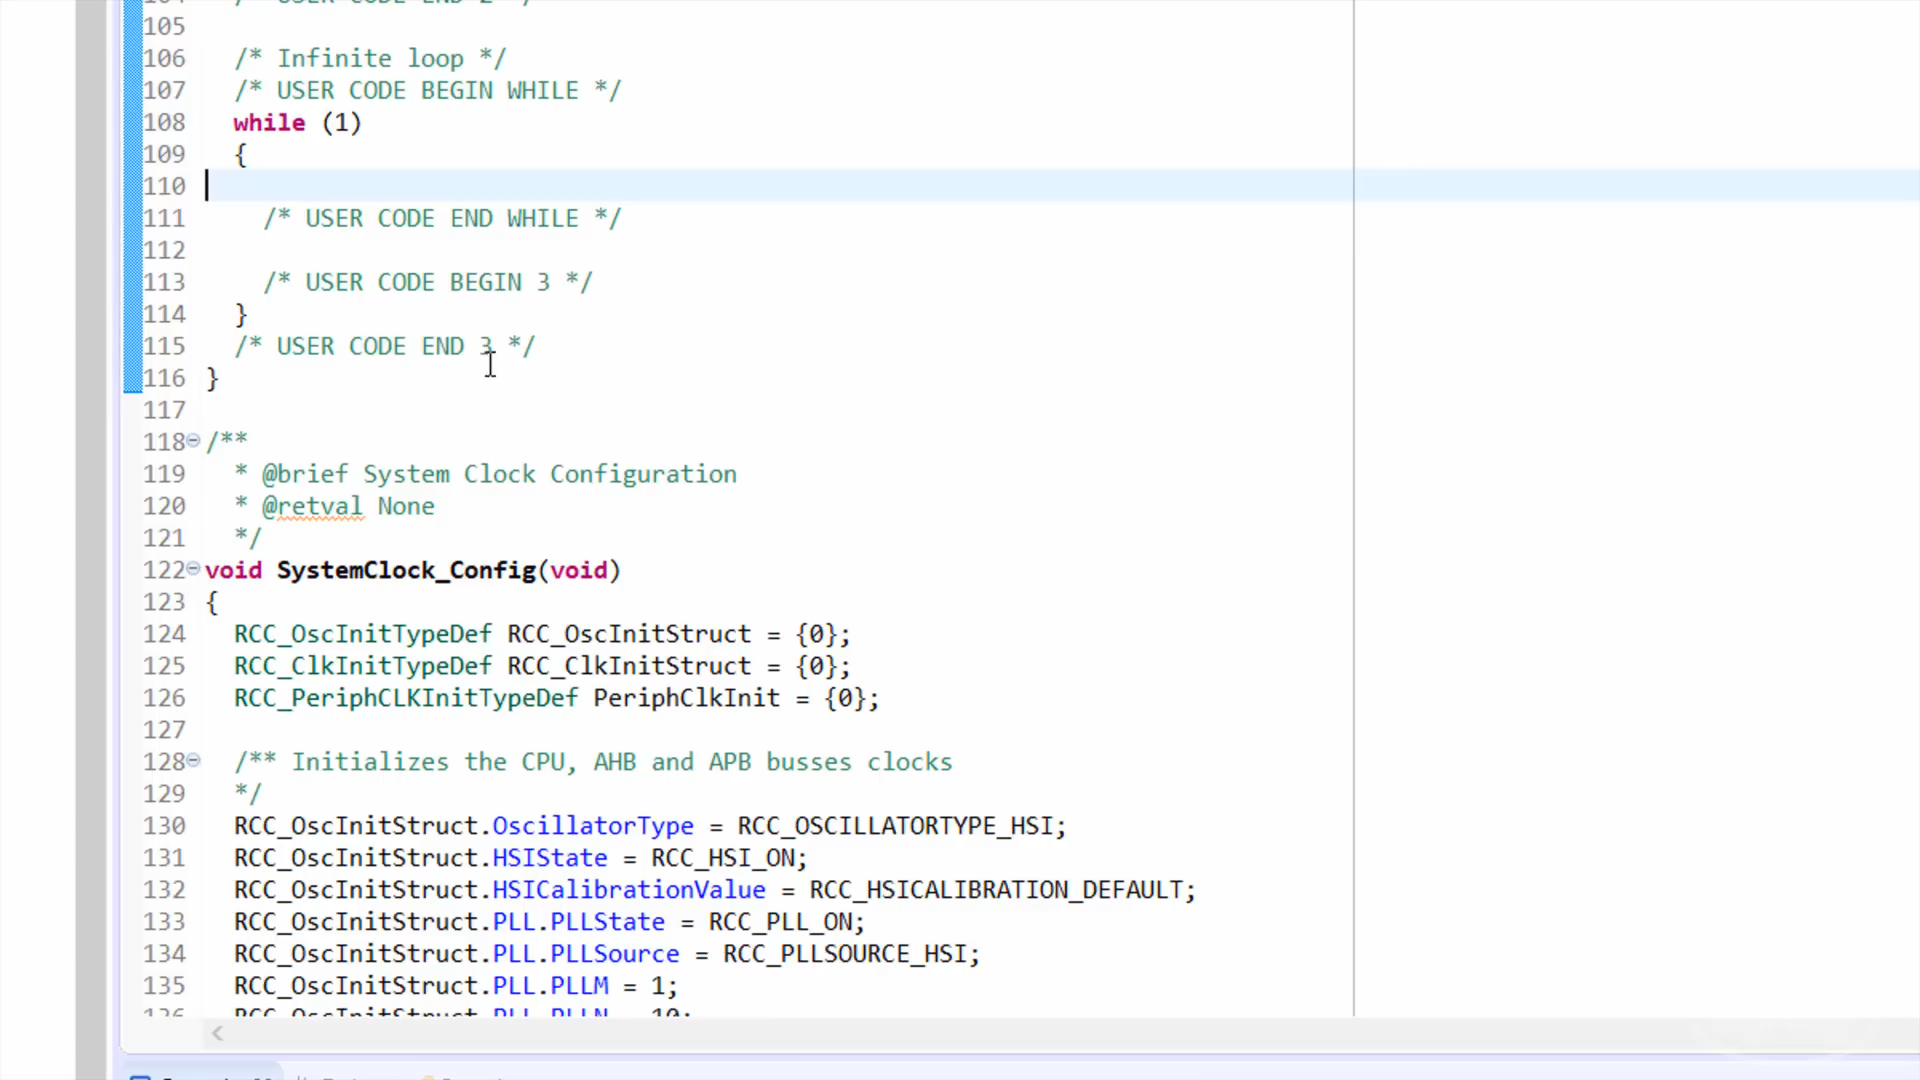 /* USER CODE END 2 */
105
106 /* Infinite loop */
107 /* USER CODE BEGIN WHILE */
108 while (1)
109 {
110
111 /* USER CODE END WHILE */
112
113 /* USER CODE BEGIN 3 */
114 }
115 /* USER CODE END 3 */
116 }
117
118 /**
119 * @brief System Clock Configuration
120 * @retval None
121 */
122 void SystemClock_Config(void)
123 {
124 RCC_OscInitTypeDef RCC_OscInitStruct = {0};
125 RCC_ClkInitTypeDef RCC_ClkInitStruct = {0};
126 RCC_PeriphCLKInitTypeDef PeriphClkInit = {0};
127
128 /** Initializes the CPU, AHB and APB busses clocks
129 */
130 RCC_OscInitStruct.OscillatorType = RCC_OSCILLATORTYPE_HSI;
131 RCC_OscInitStruct.HSIState = RCC_HSI_ON;
132 RCC_OscInitStruct.HSICalibrationValue = RCC_HSICALIBRATION_DEFAULT;
133 RCC_OscInitStruct.PLL.PLLState = RCC_PLL_ON;
134 RCC_OscInitStruct.PLL.PLLSource = RCC_PLLSOURCE_HSI;
135 RCC_OscInitStruct.PLL.PLLM = 1;
136 RCC_OscInitStruct.PLL.PLLN = 10;